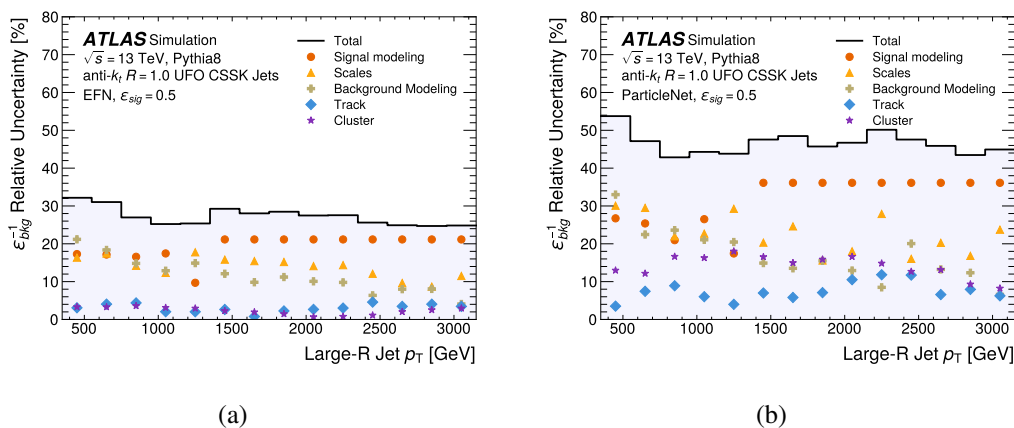 ATLAS Simulation
√s = 13 TeV, Pythia8
anti-kt R = 1.0 UFO CSSK Jets
EFN, εsig = 0.5
Total
Signal modeling
Scales
Background Modeling
Track
Cluster
ε⁻¹bkg Relative Uncertainty [%]
80
70
60
50
40
30
20
10
0
500 1000 1500 2000 2500 3000
Large-R Jet pT [GeV]
(a)
ATLAS Simulation
√s = 13 TeV, Pythia8
anti-kt R = 1.0 UFO CSSK Jets
ParticleNet, εsig = 0.5
Total
Signal modeling
Scales
Background Modeling
Track
Cluster
ε⁻¹bkg Relative Uncertainty [%]
80
70
60
50
40
30
20
10
0
500 1000 1500 2000 2500 3000
Large-R Jet pT [GeV]
(b)